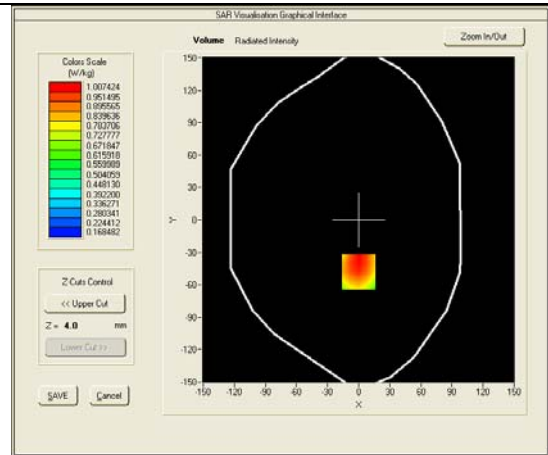 SAR Visualisation Graphical Interface
Volume Radiated Intensity
Zoom In/Out
Colors Scale
(W/kg)
1.007424
0.951495
0.895565
0.839636
0.783706
0.727777
0.671847
0.615918
0.559989
0.504059
0.448130
0.392200
0.336271
0.280341
0.224412
0.168482
Z Cuts Control
<< Upper Cut
Z = 4.0 mm
Lower Cut >>
SAVE Cancel
150
120
90
60
30
0
-30
-60
-90
-120
-150
Y
-150 -120 -90 -60 -30 0 30 60 90 120 150
X